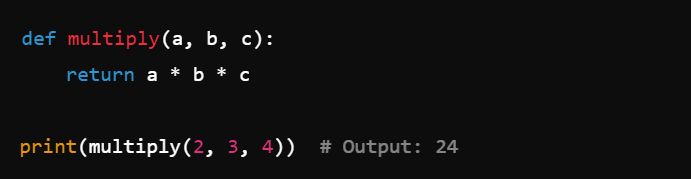 def multiply(a, b, c):
    return a * b * c
print(multiply(2, 3, 4))  # Output: 24